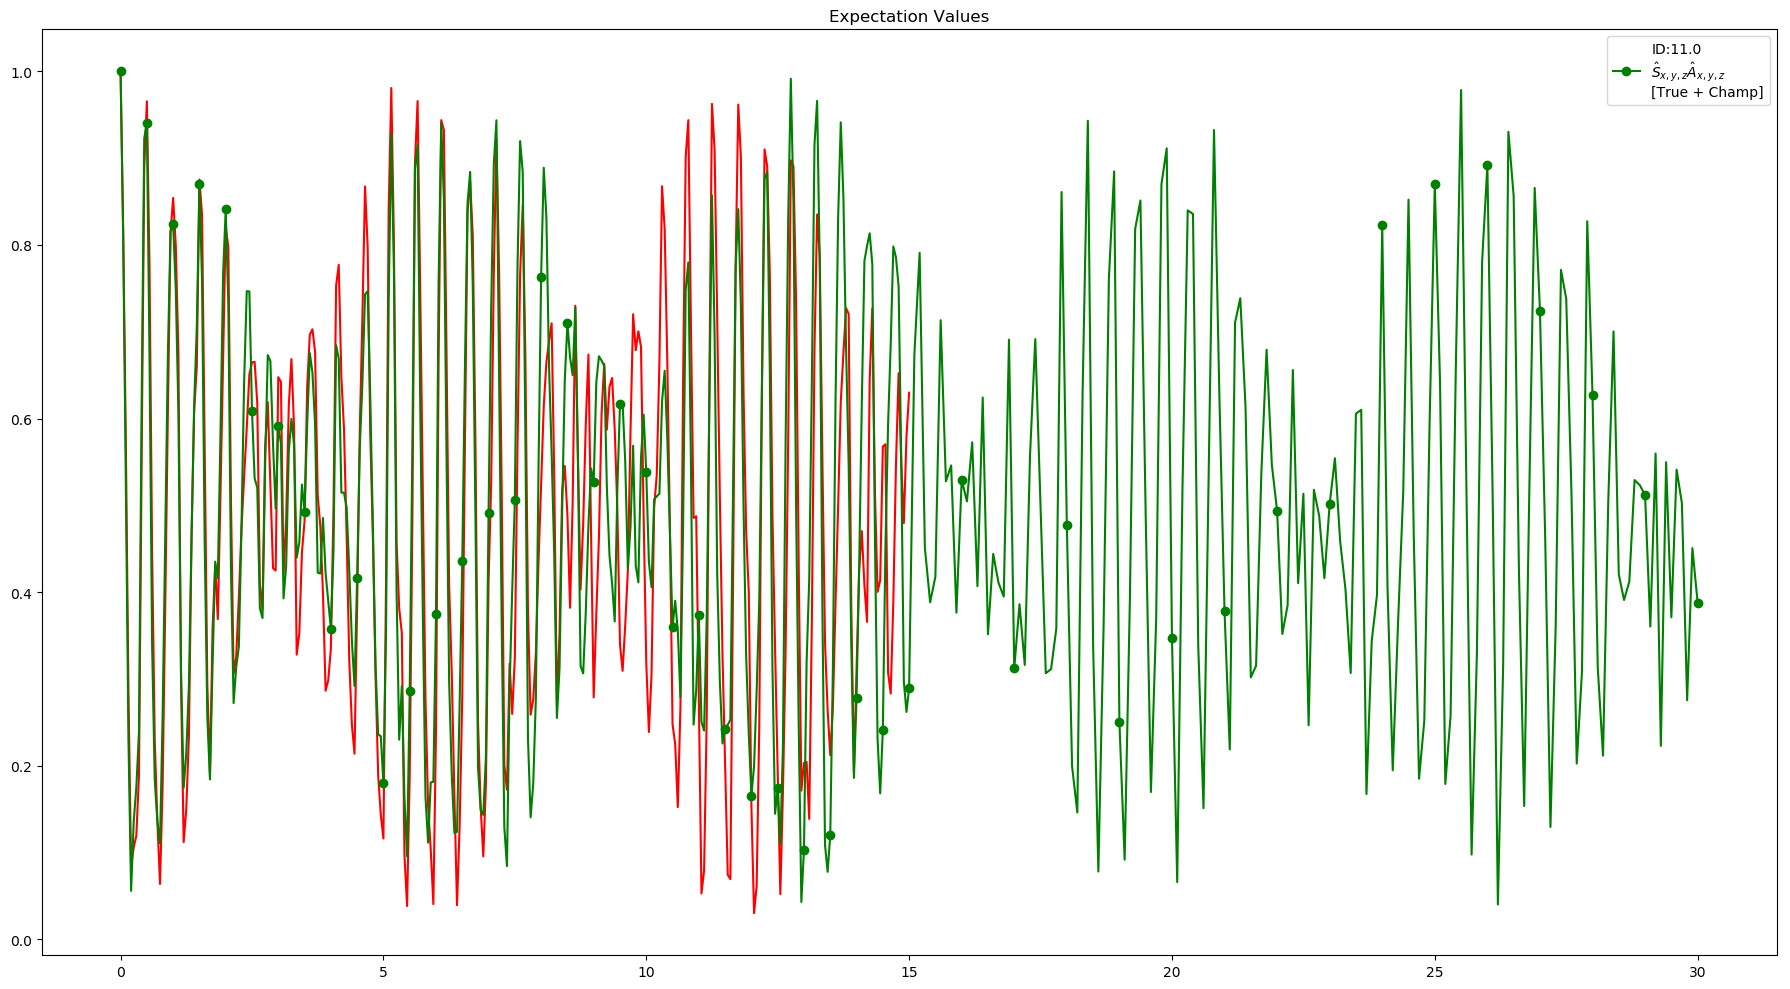 Expectation Values
ID:11.0
$\hat{S}_{x,y,z}\hat{A}_{x,y,z}$
[True + Champ]
1.0
0.8
0.6
0.4
0.2
0.0
0 5 10 15 20 25 30